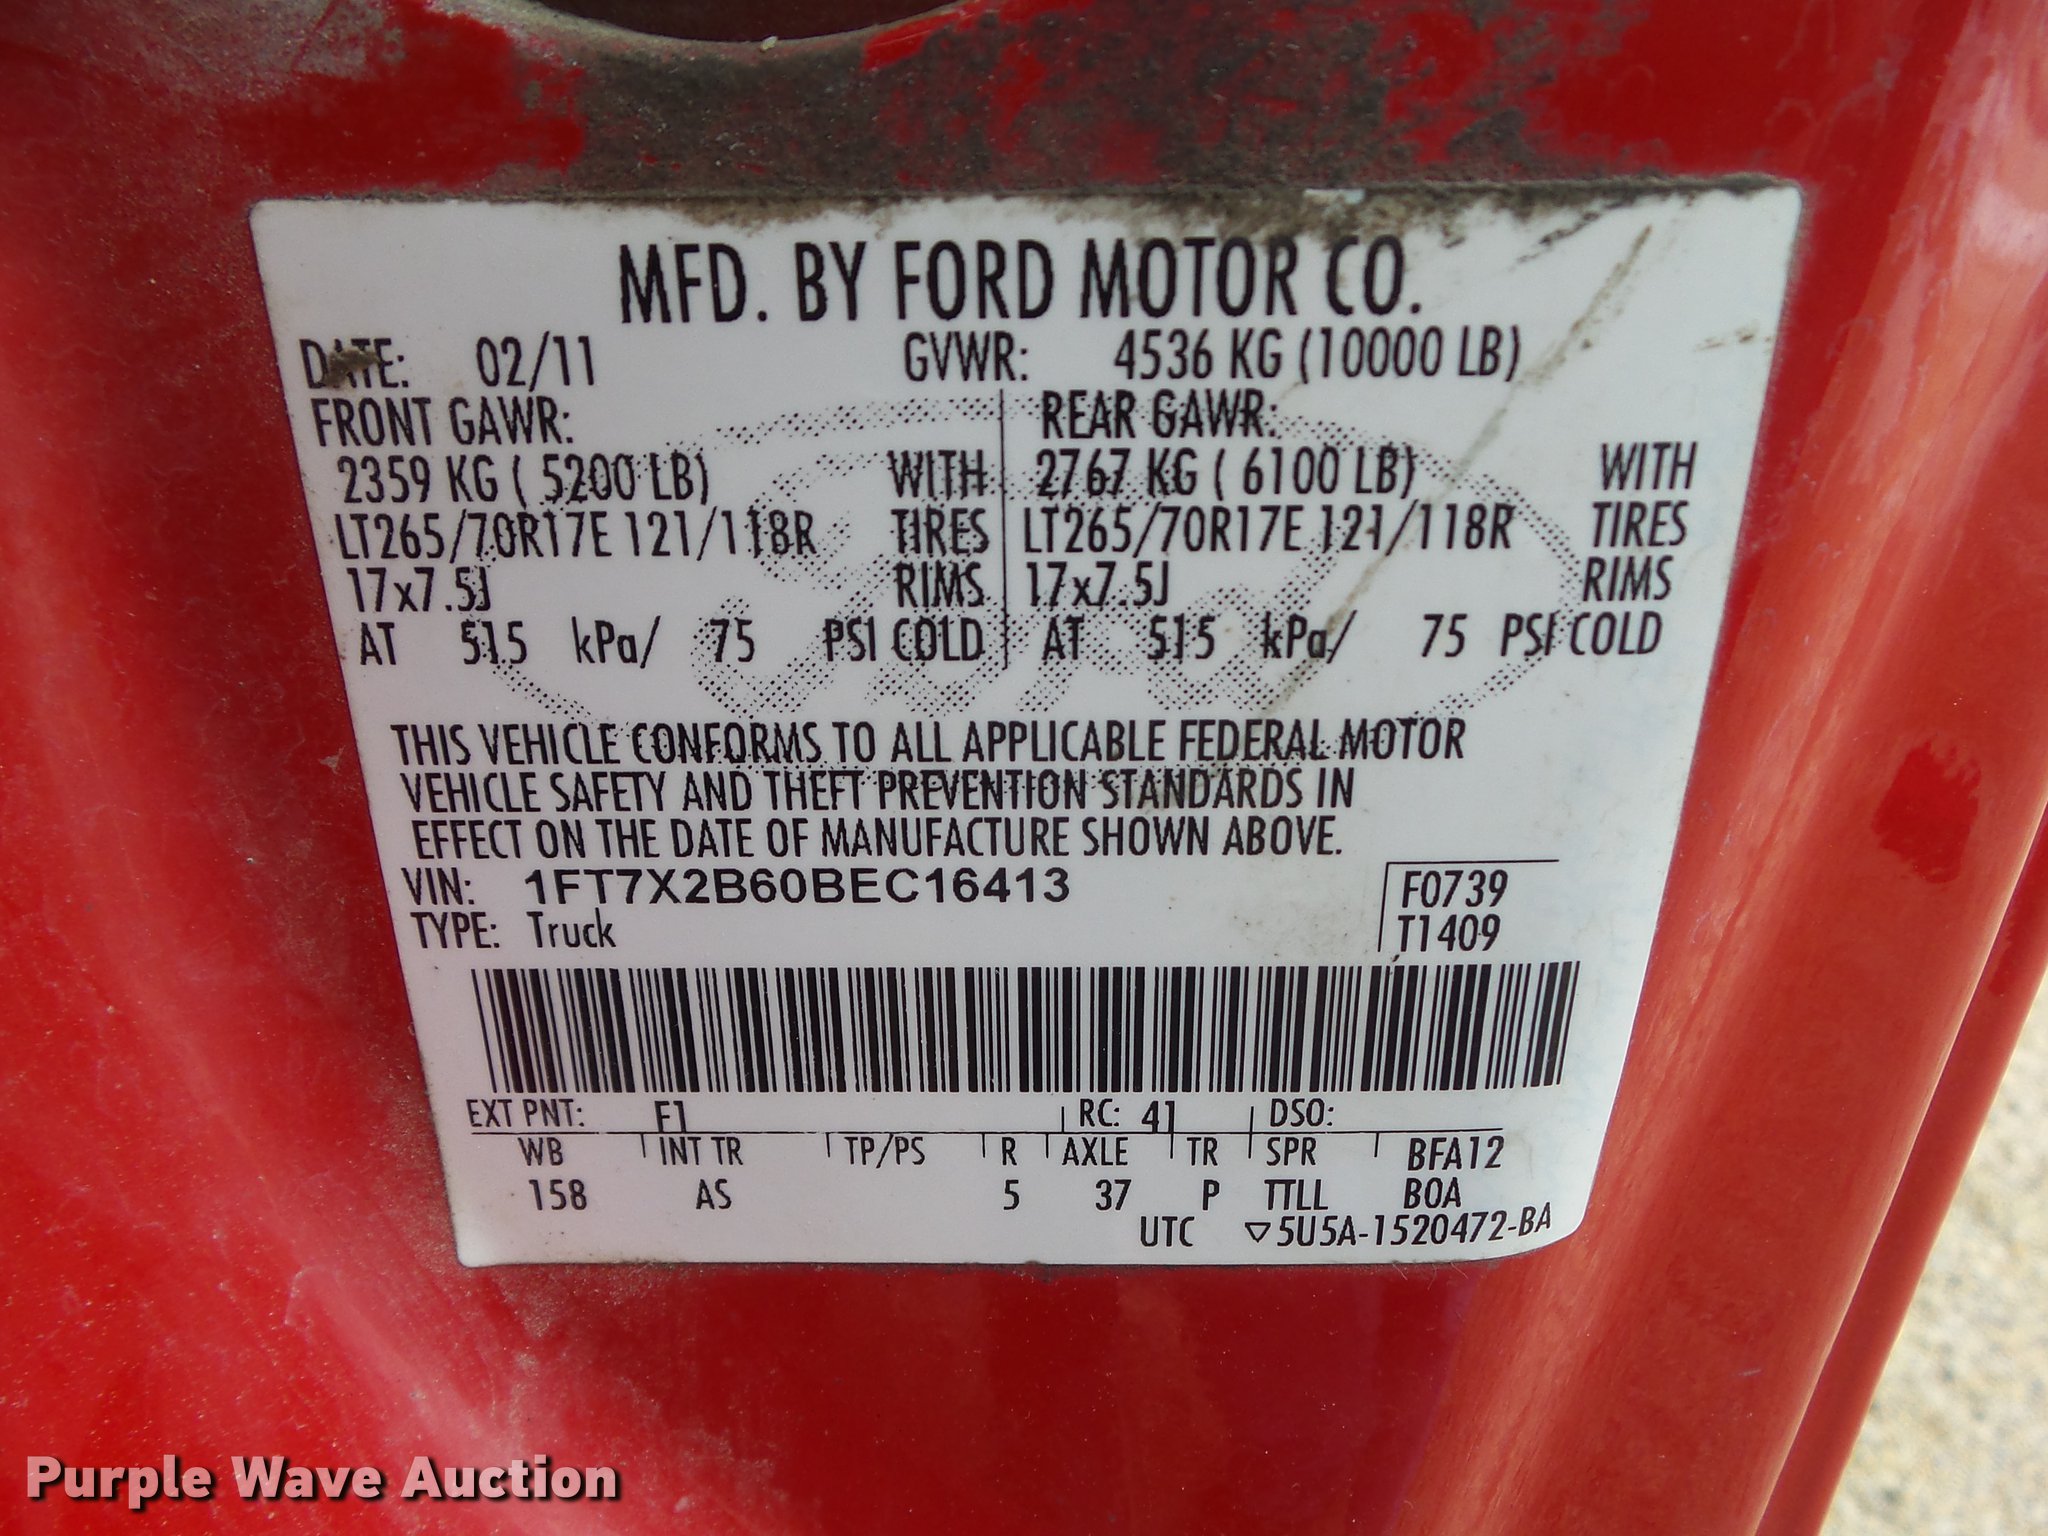 MFD. BY FORD MOTOR CO.
DATE: 02/11 GVWR: 4536 KG (10000 LB)
FRONT GAWR: REAR GAWR:
2359 KG ( 5200 LB) WITH 2767 KG ( 6100 LB) WITH
LT265/70R17E 121/118R TIRES LT265/70R17E 121/118R TIRES
17x7.5J RIMS 17x7.5J RIMS
AT 515 kPa/ 75 PSI COLD AT 515 kPa/ 75 PSI COLD
THIS VEHICLE CONFORMS TO ALL APPLICABLE FEDERAL MOTOR
VEHICLE SAFETY AND THEFT PREVENTION STANDARDS IN
EFFECT ON THE DATE OF MANUFACTURE SHOWN ABOVE.
VIN: 1FT7X2B60BEC16413 F0739
TYPE: Truck T1409
EXT PNT: F1 RC: 41 DSO:
WB INT TR TP/PS R AXLE TR SPR BFA12
158 AS 5 37 P TTLL BOA
UTC ▽5U5A-1520472-BA
Purple Wave Auction